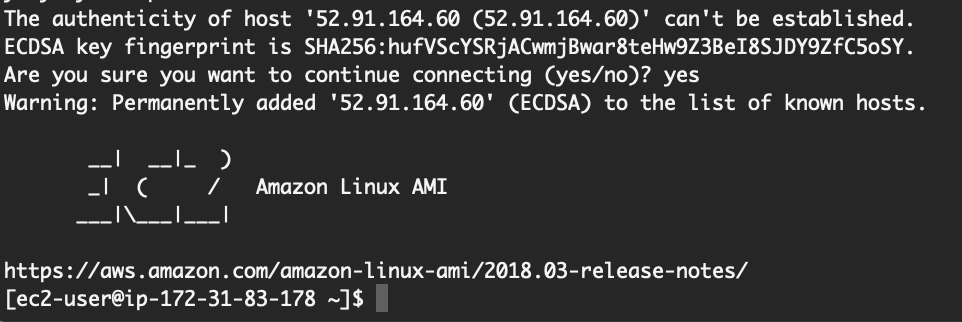 The authenticity of host '52.91.164.60 (52.91.164.60)' can't be established.
ECDSA key fingerprint is SHA256:hufVScYSRjACwmjBwar8teHw9Z3BeI8SJDY9ZfC5oSY.
Are you sure you want to continue connecting (yes/no)? yes
Warning: Permanently added '52.91.164.60' (ECDSA) to the list of known hosts.
       __|  __|_  )
       _|  (     /   Amazon Linux AMI
      ___|\___|___|
https://aws.amazon.com/amazon-linux-ami/2018.03-release-notes/
[ec2-user@ip-172-31-83-178 ~]$